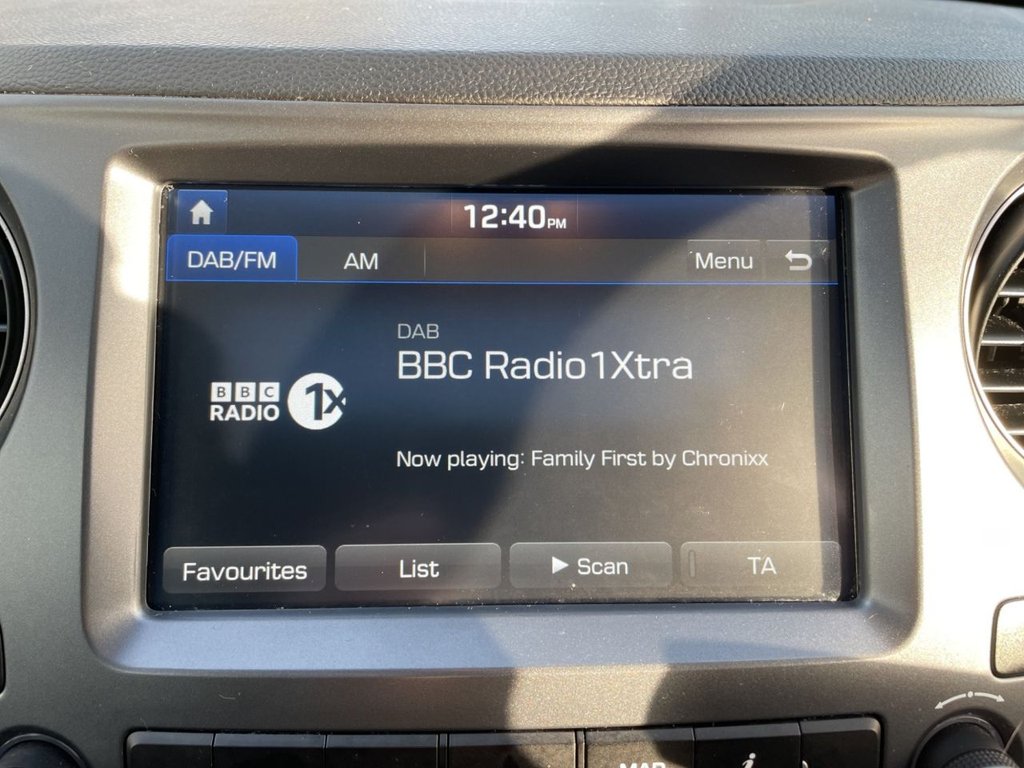 12:40PM
DAB/FM AM Menu
DAB
BBC Radio1Xtra
BBC
RADIO 1X
Now playing: Family First by Chronixx
Favourites List Scan TA
MAP i